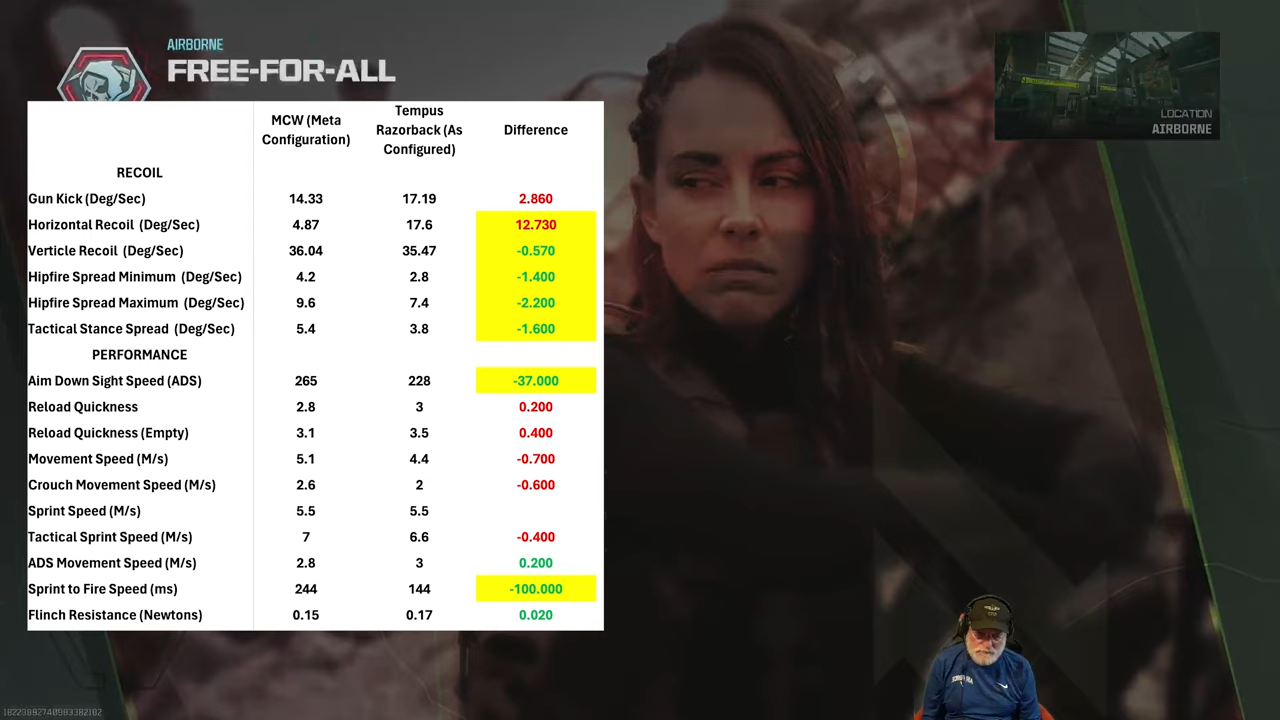 AIRBORNE
FREE-FOR-ALL
LOCATION
AIRBORNE
MCW (Meta Configuration) Tempus Razorback (As Configured) Difference
RECOIL
Gun Kick (Deg/Sec) 14.33 17.19 2.860
Horizontal Recoil (Deg/Sec) 4.87 17.6 12.730
Verticle Recoil (Deg/Sec) 36.04 35.47 -0.570
Hipfire Spread Minimum (Deg/Sec) 4.2 2.8 -1.400
Hipfire Spread Maximum (Deg/Sec) 9.6 7.4 -2.200
Tactical Stance Spread (Deg/Sec) 5.4 3.8 -1.600
PERFORMANCE
Aim Down Sight Speed (ADS) 265 228 -37.000
Reload Quickness 2.8 3 0.200
Reload Quickness (Empty) 3.1 3.5 0.400
Movement Speed (M/s) 5.1 4.4 -0.700
Crouch Movement Speed (M/s) 2.6 2 -0.600
Sprint Speed (M/s) 5.5 5.5
Tactical Sprint Speed (M/s) 7 6.6 -0.400
ADS Movement Speed (M/s) 2.8 3 0.200
Sprint to Fire Speed (ms) 244 144 -100.000
Flinch Resistance (Newtons) 0.15 0.17 0.020